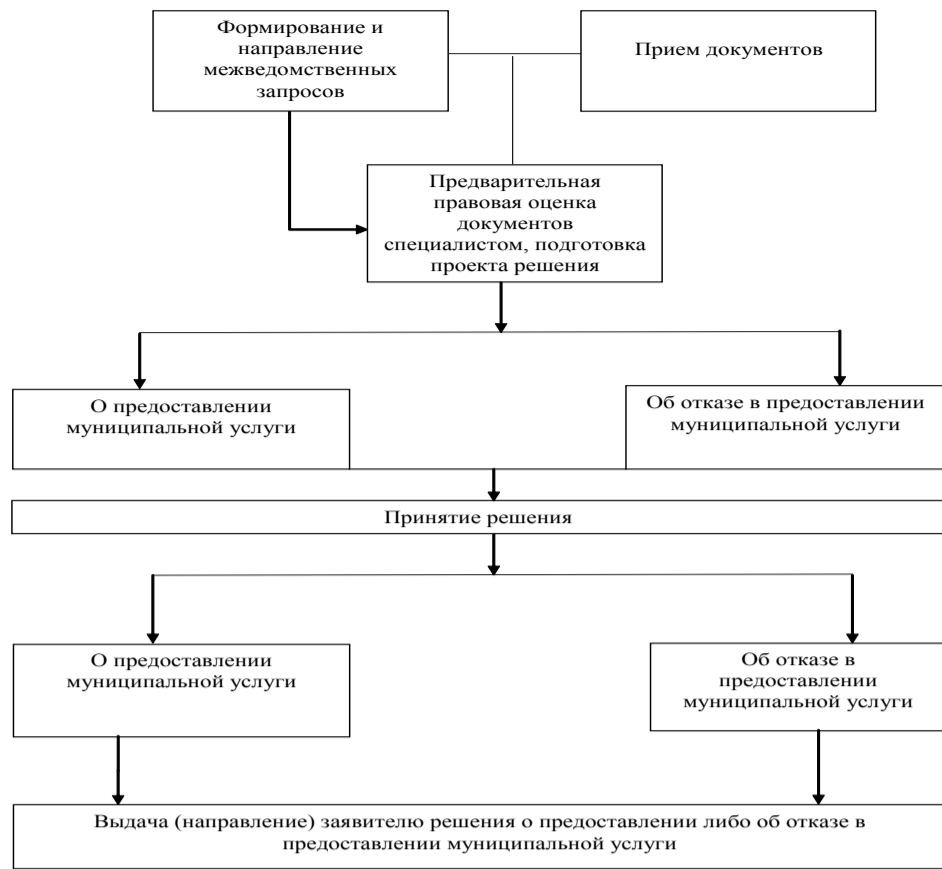 Формирование и
направление
межведомственных
запросов
Прием документов
Предварительная
правовая оценка
документов
специалистом, подготовка
проекта решения
О предоставлении
муниципальной услуги
Об отказе в предоставлении
муниципальной услуги
Принятие решения
О предоставлении
муниципальной услуги
Об отказе в
предоставлении
муниципальной услуги
Выдача (направление) заявителю решения о предоставлении либо об отказе в
предоставлении муниципальной услуги